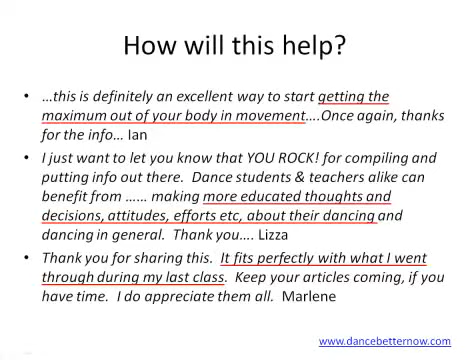 How will this help?
• …this is definitely an excellent way to start getting the
maximum out of your body in movement….Once again, thanks
for the info… Ian
• I just want to let you know that YOU ROCK! for compiling and
putting info out there. Dance students & teachers alike can
benefit from …… making more educated thoughts and
decisions, attitudes, efforts etc, about their dancing and
dancing in general. Thank you…. Lizza
• Thank you for sharing this. It fits perfectly with what I went
through during my last class. Keep your articles coming, if you
have time. I do appreciate them all. Marlene
www.dancebetternow.com